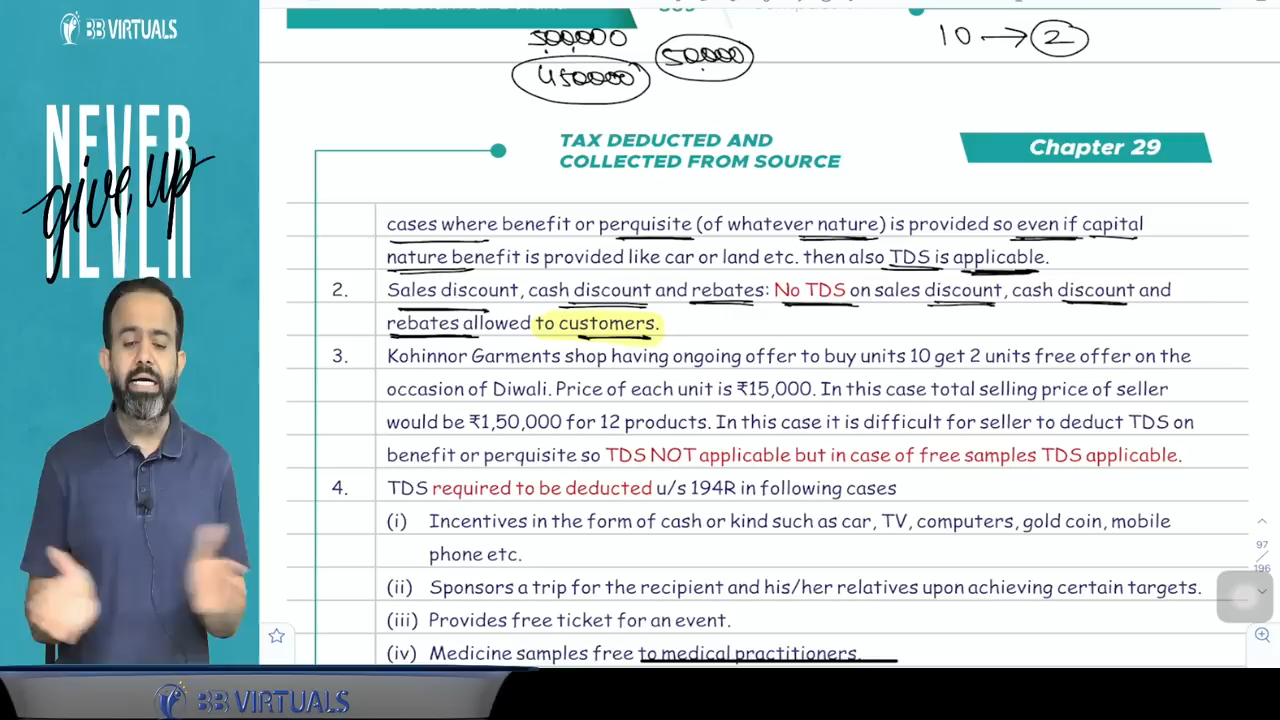 BB VIRTUALS
NEVER
give up
NEVER
500,000
450000
50,000
10 → 2
TAX DEDUCTED AND
COLLECTED FROM SOURCE
Chapter 29
cases where benefit or perquisite (of whatever nature) is provided so even if capital
nature benefit is provided like car or land etc. then also TDS is applicable.
2. Sales discount, cash discount and rebates: No TDS on sales discount, cash discount and
rebates allowed to customers.
3. Kohinnor Garments shop having ongoing offer to buy units 10 get 2 units free offer on the
occasion of Diwali. Price of each unit is ₹15,000. In this case total selling price of seller
would be ₹1,50,000 for 12 products. In this case it is difficult for seller to deduct TDS on
benefit or perquisite so TDS NOT applicable but in case of free samples TDS applicable.
4. TDS required to be deducted u/s 194R in following cases
(i) Incentives in the form of cash or kind such as car, TV, computers, gold coin, mobile
phone etc.
(ii) Sponsors a trip for the recipient and his/her relatives upon achieving certain targets.
(iii) Provides free ticket for an event.
(iv) Medicine samples free to medical practitioners.
97
/
196
BB VIRTUALS